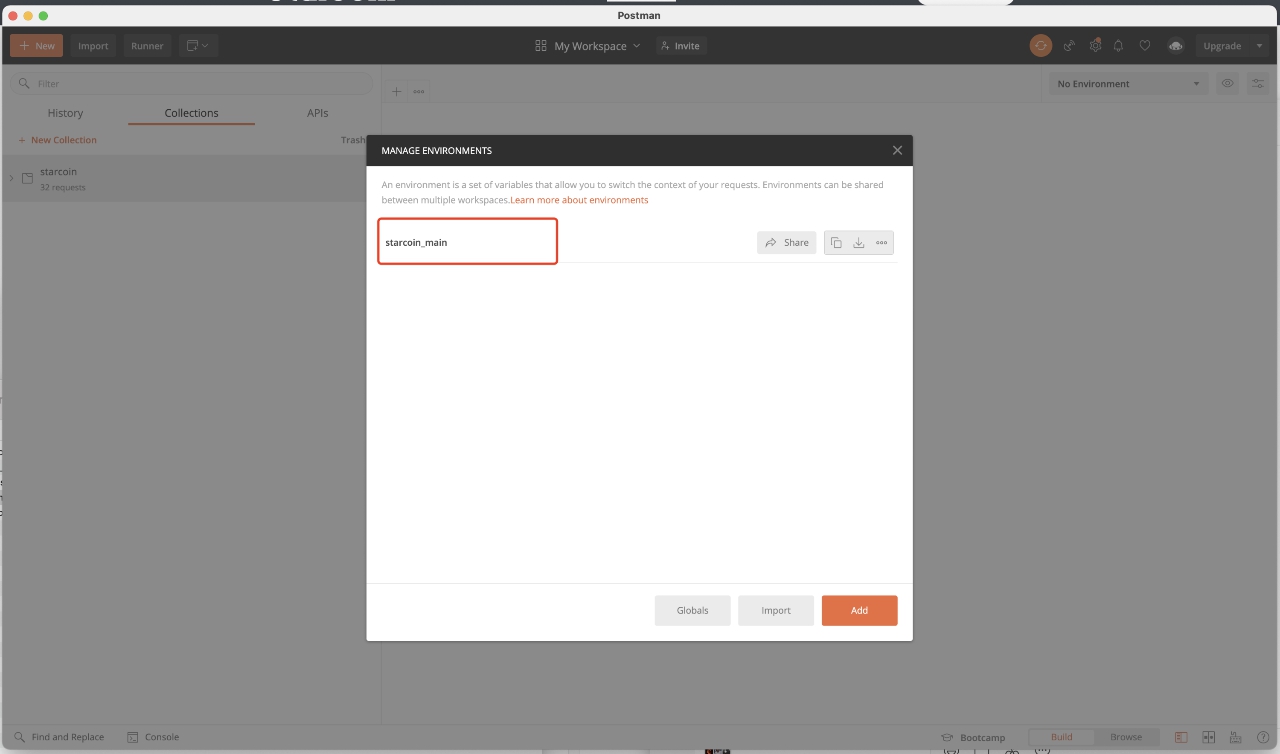 Postman
New
Import
Runner
My Workspace
Invite
Upgrade
Filter
No Environment
History
Collections
APIs
+ New Collection
Trash
starcoin
32 requests
MANAGE ENVIRONMENTS
An environment is a set of variables that allow you to switch the context of your requests. Environments can be shared
between multiple workspaces.Learn more about environments
starcoin_main
Share
Globals
Import
Add
Find and Replace
Console
Bootcamp
Build
Browse